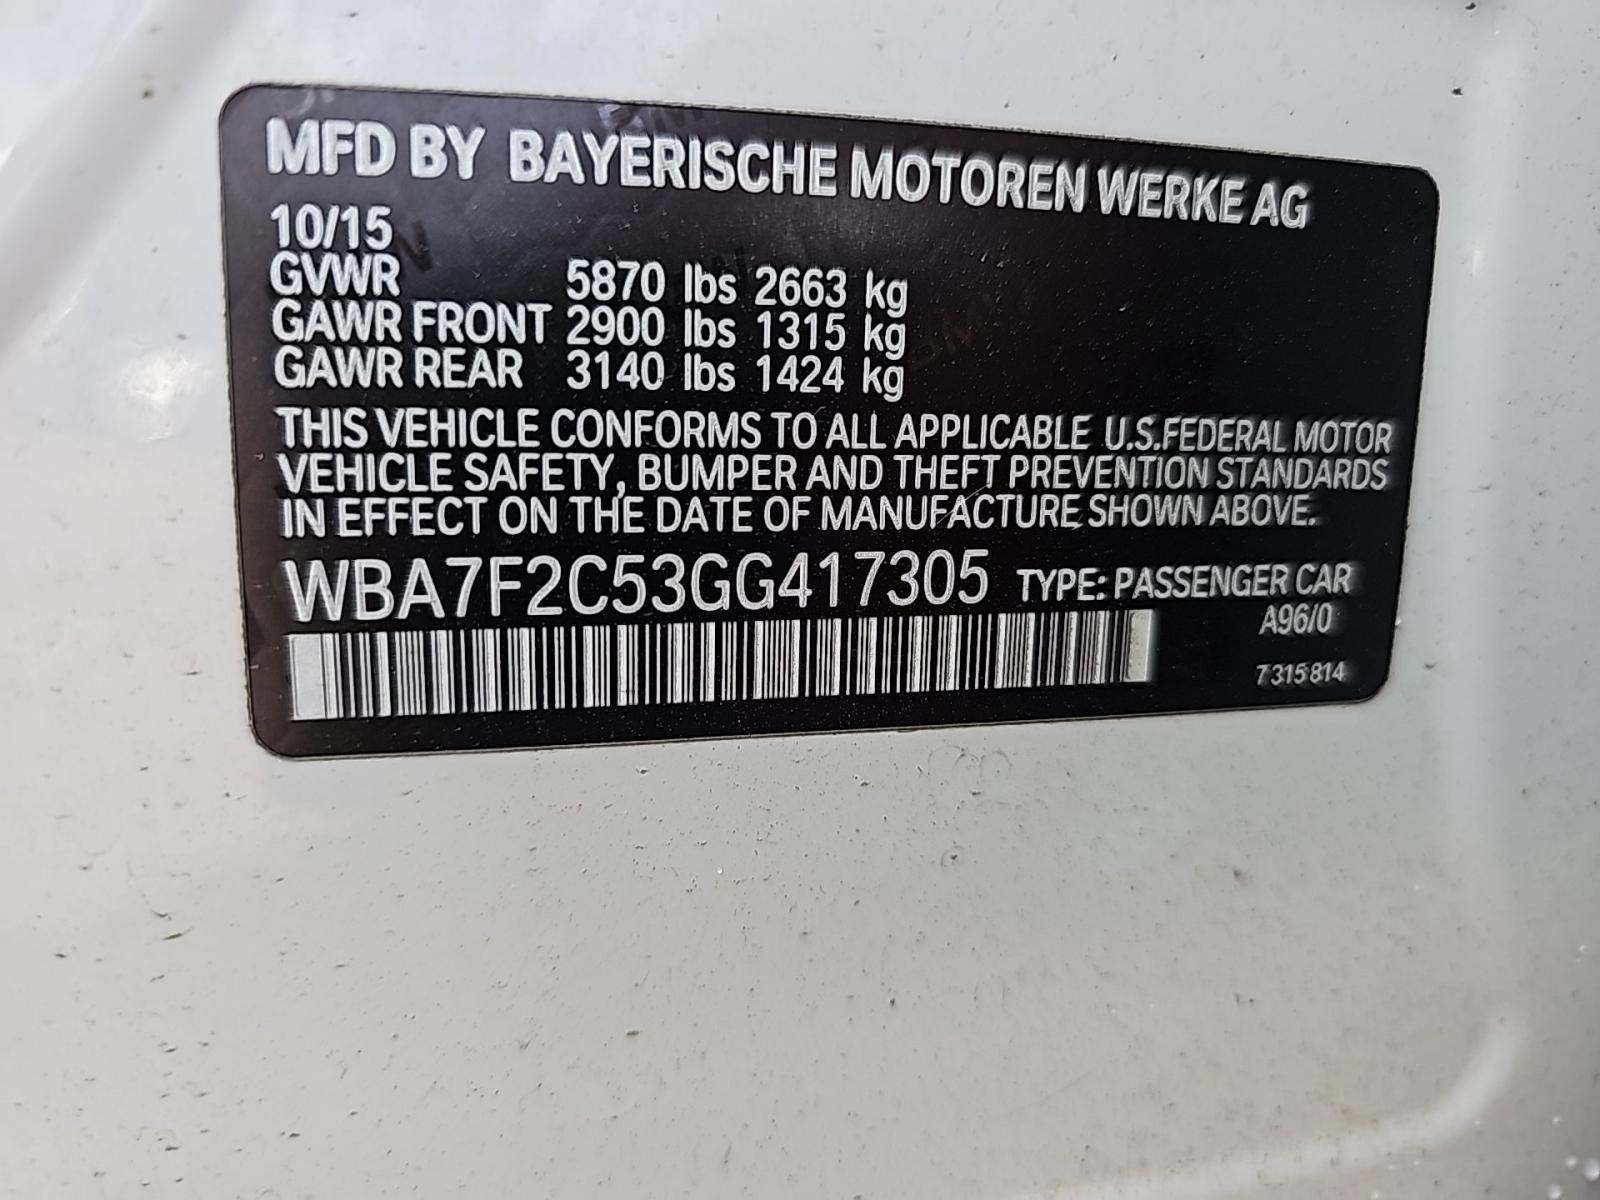 MFD BY BAYERISCHE MOTOREN WERKE AG
10/15
GVWR 5870 lbs 2663 kg
GAWR FRONT 2900 lbs 1315 kg
GAWR REAR 3140 lbs 1424 kg
THIS VEHICLE CONFORMS TO ALL APPLICABLE U.S.FEDERAL MOTOR
VEHICLE SAFETY, BUMPER AND THEFT PREVENTION STANDARDS
IN EFFECT ON THE DATE OF MANUFACTURE SHOWN ABOVE.
WBA7F2C53GG417305 TYPE: PASSENGER CAR
A96/0
7 315 814